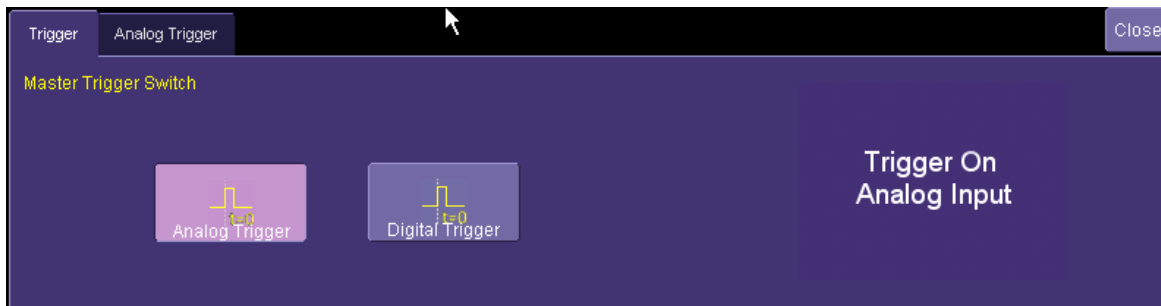 Trigger
Analog Trigger
Close
Master Trigger Switch
t=0
Analog Trigger
t=0
Digital Trigger
Trigger On
Analog Input